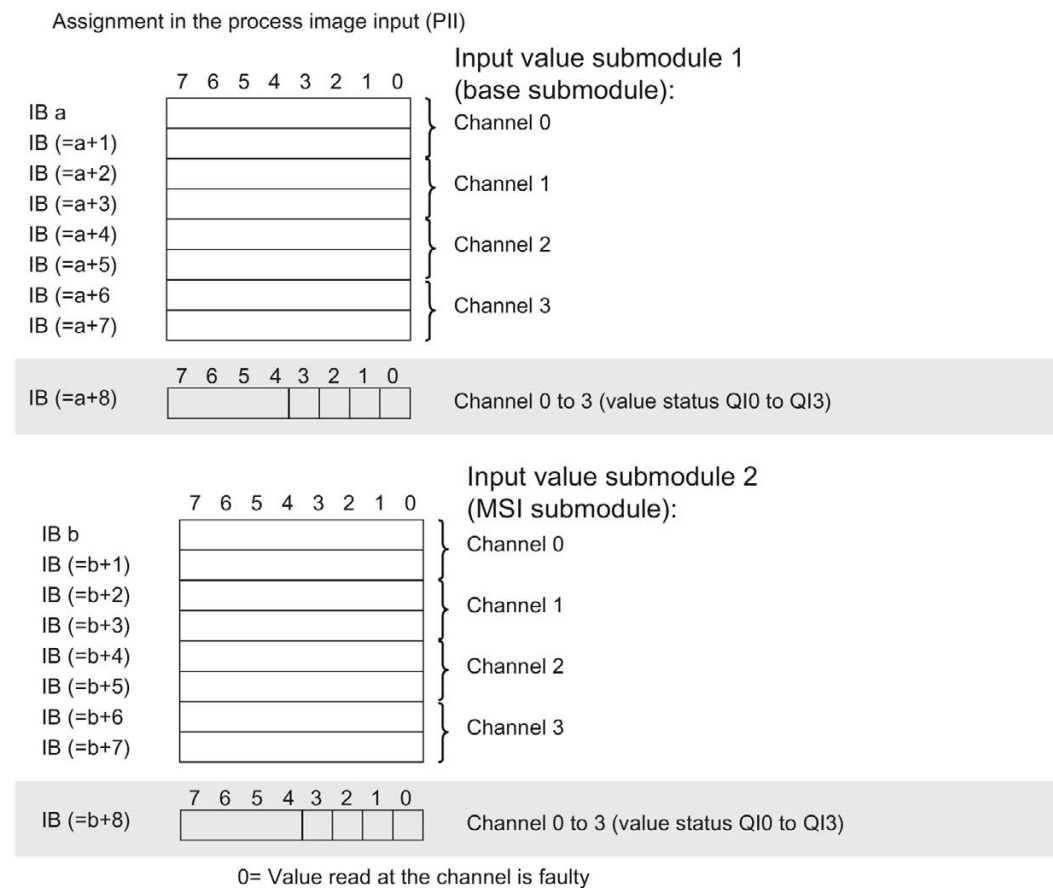 Assignment in the process image input (PII)
Input value submodule 1
(base submodule):
7 6 5 4 3 2 1 0
IB a
Channel 0
IB (=a+1)
IB (=a+2)
Channel 1
IB (=a+3)
IB (=a+4)
Channel 2
IB (=a+5)
IB (=a+6
Channel 3
IB (=a+7)
7 6 5 4 3 2 1 0
IB (=a+8) Channel 0 to 3 (value status QI0 to QI3)
Input value submodule 2
(MSI submodule):
7 6 5 4 3 2 1 0
IB b
Channel 0
IB (=b+1)
IB (=b+2)
Channel 1
IB (=b+3)
IB (=b+4)
Channel 2
IB (=b+5)
IB (=b+6
Channel 3
IB (=b+7)
7 6 5 4 3 2 1 0
IB (=b+8) Channel 0 to 3 (value status QI0 to QI3)
0= Value read at the channel is faulty